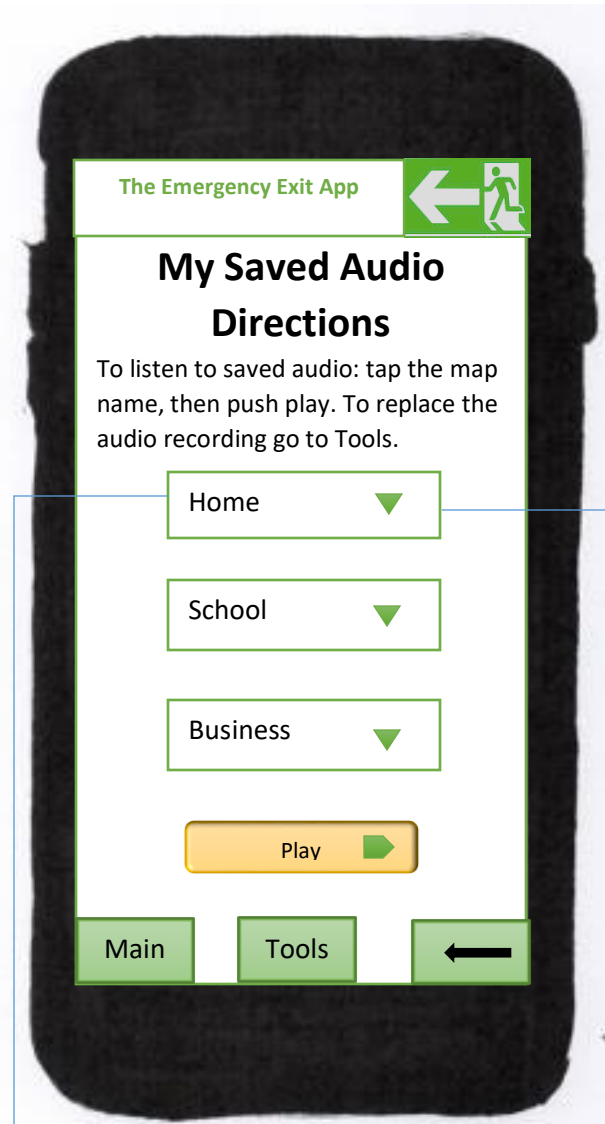 The Emergency Exit App
My Saved Audio
Directions
To listen to saved audio: tap the map
name, then push play. To replace the
audio recording go to Tools.
Home
School
Business
Play
Main
Tools